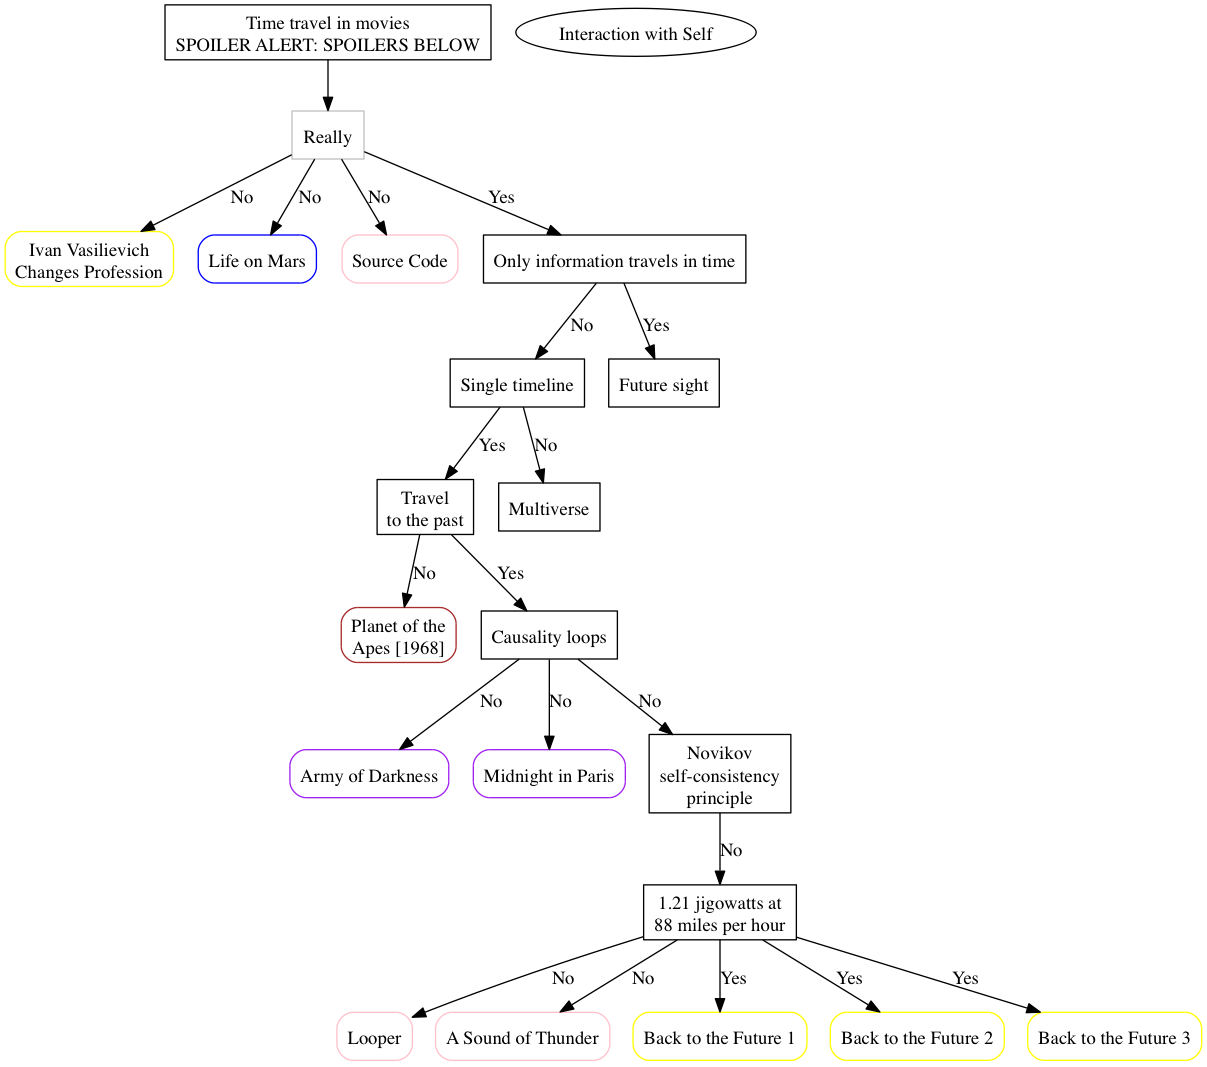 Time travel in movies
SPOILER ALERT: SPOILERS BELOW
Interaction with Self
Really
No
No
No
Yes
Ivan Vasilievich
Changes Profession
Life on Mars
Source Code
Only information travels in time
No
Yes
Single timeline
Future sight
Yes
No
Travel
to the past
Multiverse
No
Yes
Planet of the
Apes [1968]
Causality loops
No
No
No
Army of Darkness
Midnight in Paris
Novikov
self-consistency
principle
No
1.21 jigowatts at
88 miles per hour
No
No
Yes
Yes
Yes
Looper
A Sound of Thunder
Back to the Future 1
Back to the Future 2
Back to the Future 3